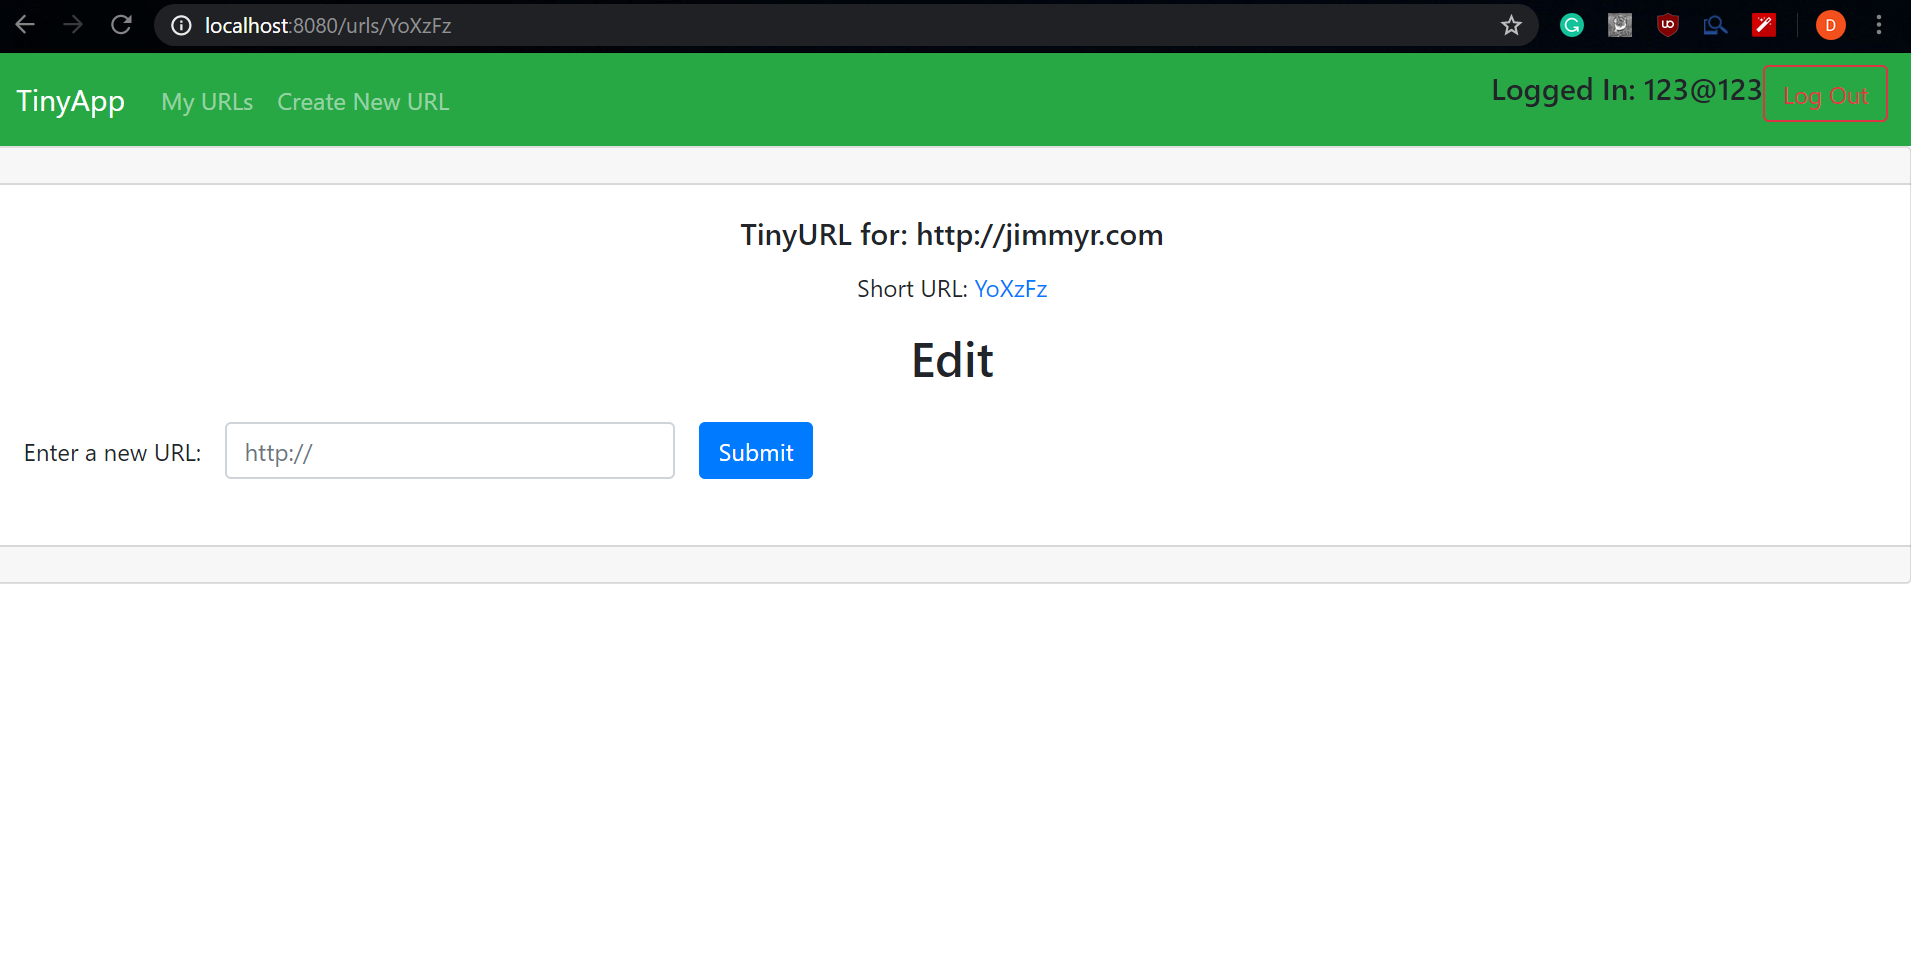 localhost:8080/urls/YoXzFz
D
TinyApp My URLs Create New URL Logged In: 123@123 Log Out
TinyURL for: http://jimmyr.com
Short URL: YoXzFz
Edit
Enter a new URL: http:// Submit